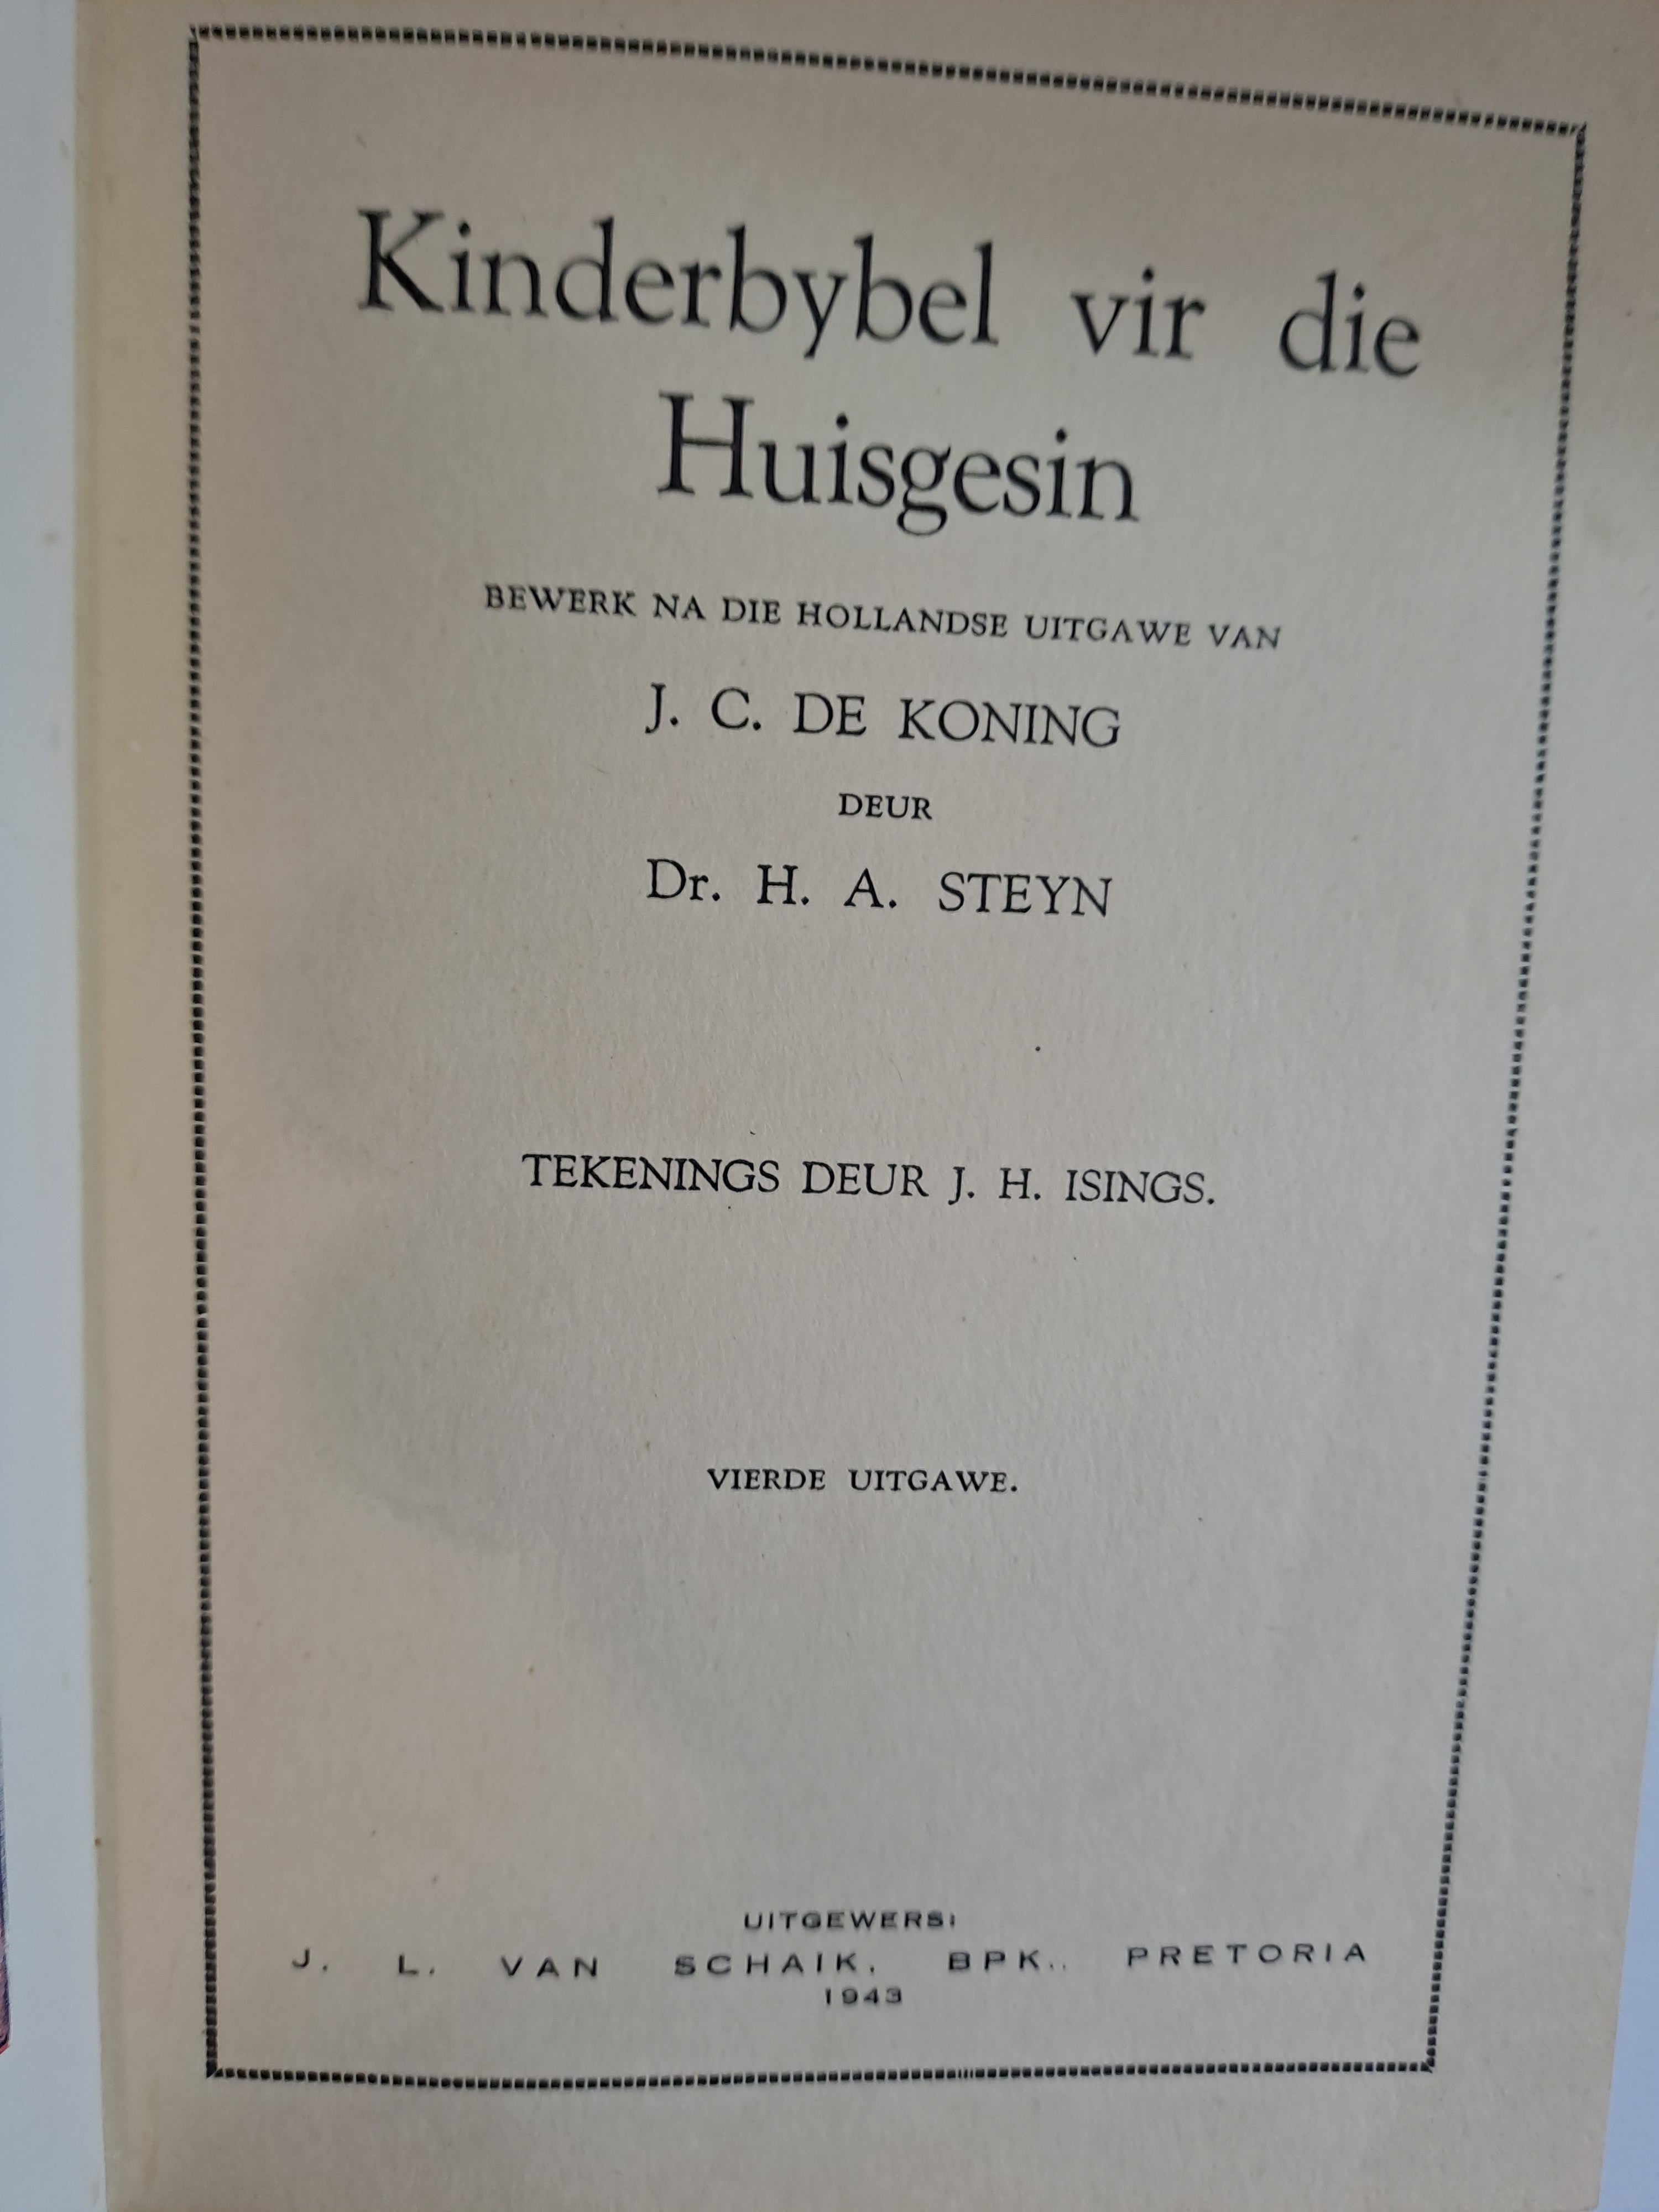 Kinderbybel vir die
Huisgesin
BEWERK NA DIE HOLLANDSE UITGAWE VAN
J. C. DE KONING
DEUR
Dr. H. A. STEYN
TEKENINGS DEUR J. H. ISINGS.
VIERDE UITGAWE.
UITGEWERS:
J. L. VAN SCHAIK, BPK., PRETORIA
1943